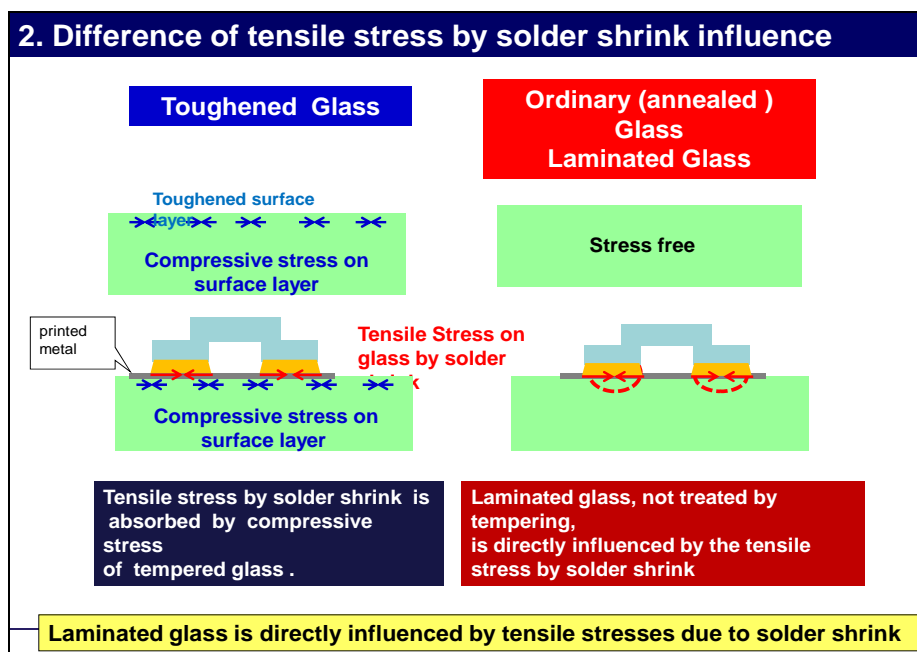 2. Difference of tensile stress by solder shrink influence
Toughened Glass
Ordinary (annealed )
Glass
Laminated Glass
Toughened surface
layer
Compressive stress on
surface layer
Stress free
printed
metal
Tensile Stress on
glass by solder
shrink
Compressive stress on
surface layer
Tensile stress by solder shrink is
absorbed by compressive
stress
of tempered glass .
Laminated glass, not treated by
tempering,
is directly influenced by the tensile
stress by solder shrink
Laminated glass is directly influenced by tensile stresses due to solder shrink